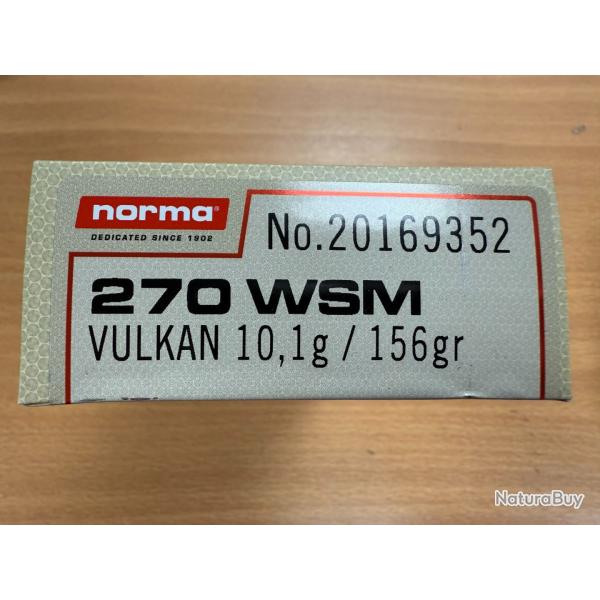 norma®
DEDICATED SINCE 1902
No.20169352
270 WSM
VULKAN 10,1g / 156gr
NaturaBuy